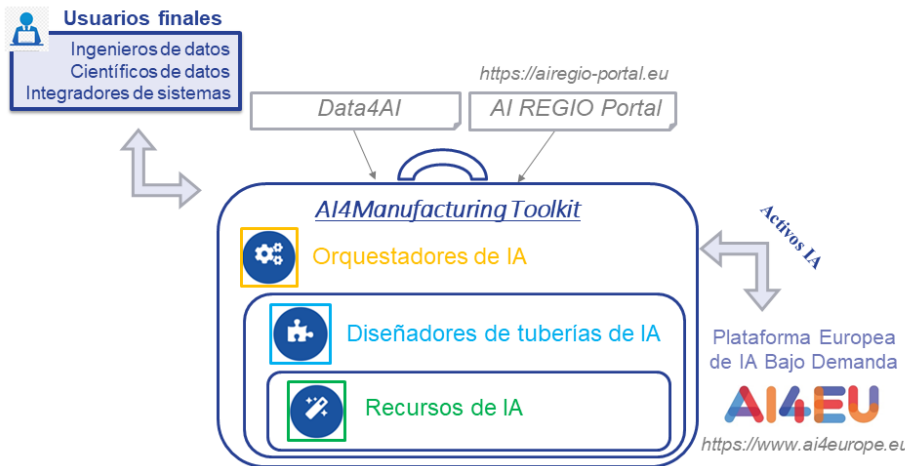 Usuarios finales
Ingenieros de datos
Científicos de datos
Integradores de sistemas
https://airegio-portal.eu
Data4AI
AI REGIO Portal
AI4Manufacturing Toolkit
Orquestadores de IA
Activos IA
Diseñadores de tuberías de IA
Plataforma Europea
de IA Bajo Demanda
Recursos de IA
AI4EU
https://www.ai4europe.eu